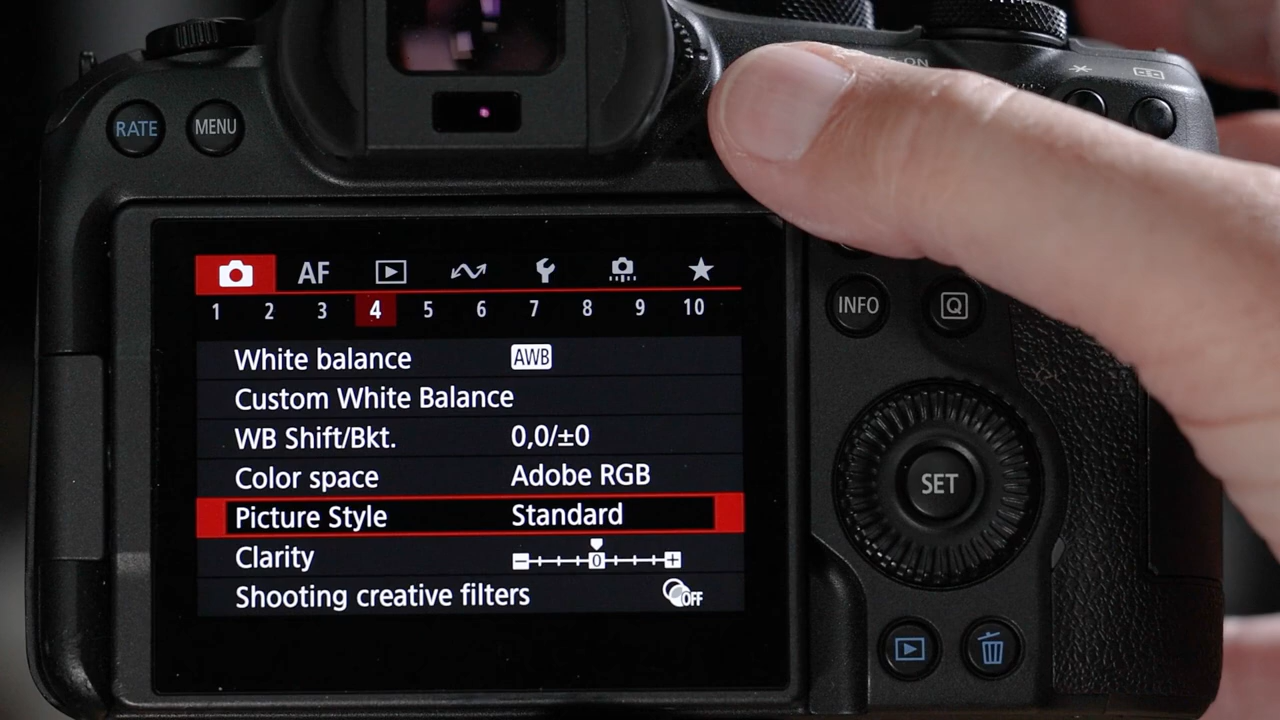 ON
RATE
MENU
AF
1 2 3 4 5 6 7 8 9 10
INFO
Q
White balance AWB
Custom White Balance
WB Shift/Bkt. 0,0/±0
Color space Adobe RGB
SET
Picture Style Standard
Clarity − 0 +
Shooting creative filters OFF